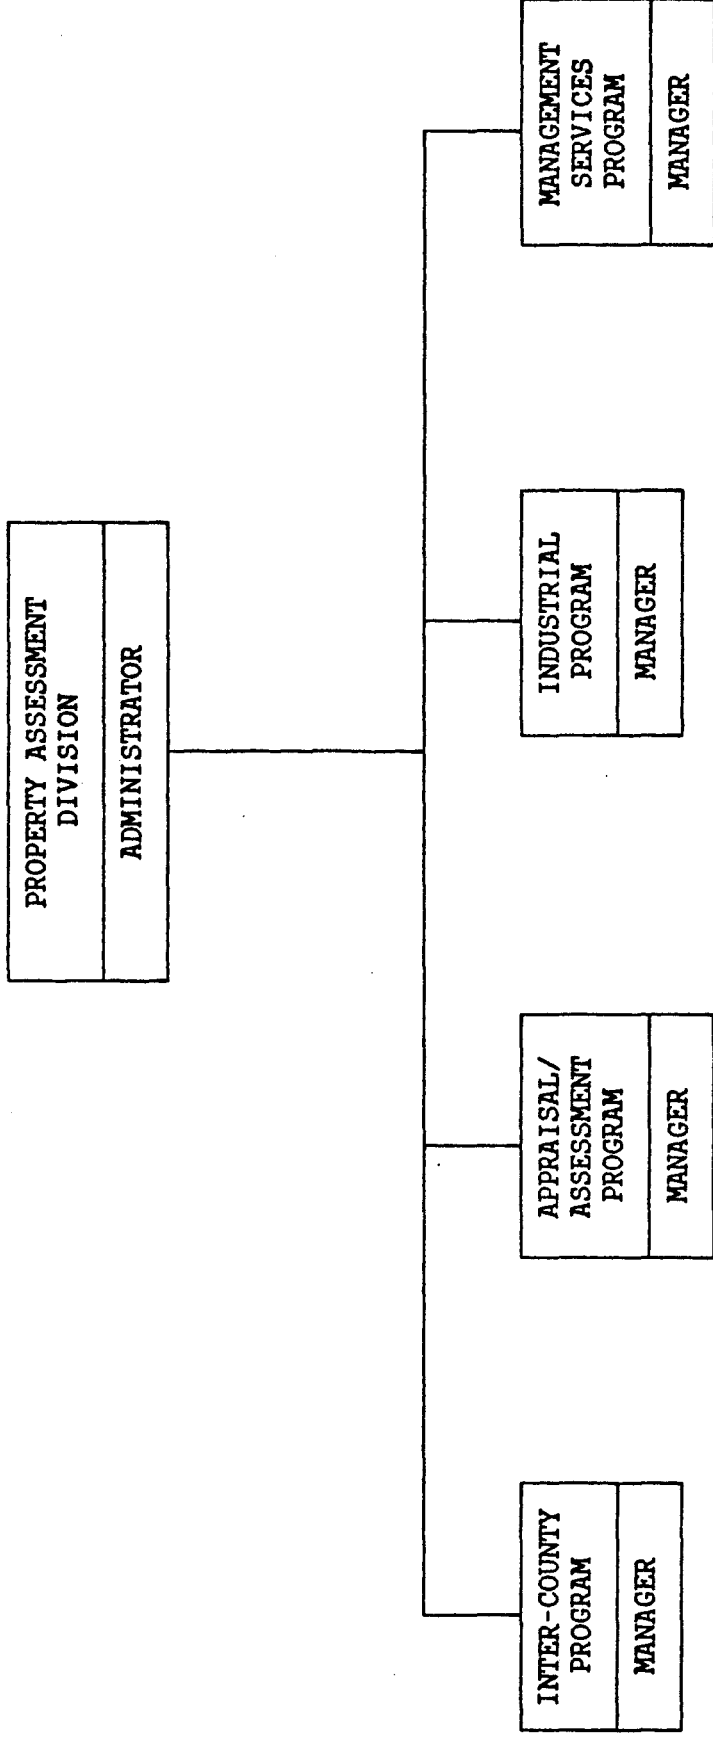 PROPERTY ASSESSMENT
DIVISION
ADMINISTRATOR
INTER-COUNTY
PROGRAM
MANAGER
APPRAISAL/
ASSESSMENT
PROGRAM
MANAGER
INDUSTRIAL
PROGRAM
MANAGER
MANAGEMENT
SERVICES
PROGRAM
MANAGER